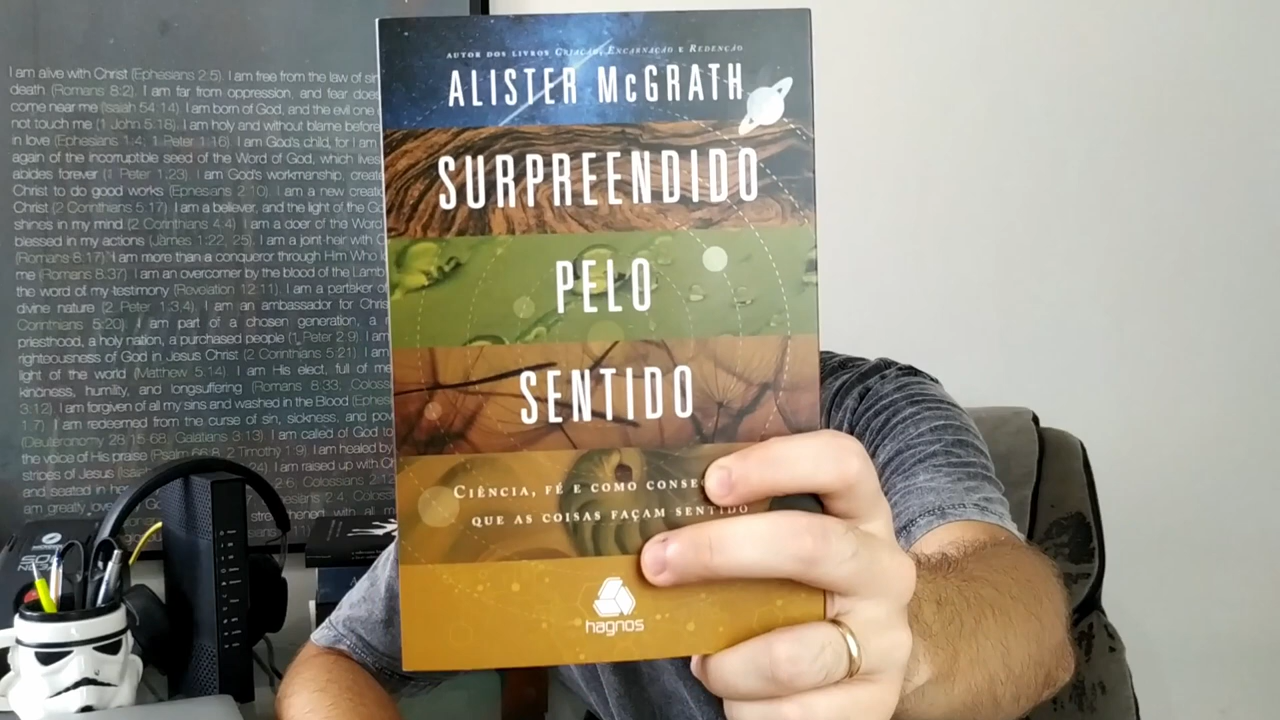 AUTOR DOS LIVROS CRIAÇÃO, ENCARNAÇÃO E REDENÇÃO
ALISTER McGRATH
SURPREENDIDO
PELO
SENTIDO
CIÊNCIA, FÉ E COMO
QUE AS COISAS FAÇAM SENTIDO
hagnos
I am alive with Christ (Ephesians 2:5). I am free from the law of sin
death (Romans 8:2). I am far from oppression, and fear does
come near me (Isaiah 54:14). I am born of God, and the evil one
not touch me (1 John 5:18). I am holy and without blame before
in love (Ephesians 1:4, 1 Peter 1:16). I am God's child, for I am
again of the incorruptible seed of the Word of God, which lives
abides forever (1 Peter 1:23). I am God's workmanship,
Christ to do good works (Ephesians 2:10). I am a new
Christ (2 Corinthians 5:17). I am a believer, and the light of the
shines in my mind (2 Corinthians 4:4). I am a doer of the Word
blessed in my actions (James 1:22, 25). I am a joint-heir with
(Romans 8:17). I am more than a conqueror through Him Who
me (Romans 8:37). I am an overcomer by the blood of the Lamb
the word of my testimony (Revelation 12:11). I am a partaker of
divine nature (2 Peter 1:3,4). I am an ambassador for
Corinthians 5:20). I am part of a chosen generation, a
priesthood, a holy nation, a purchased people (1 Peter 2:9). I am
righteousness of God in Jesus Christ (2 Corinthians 5:21). I am
light of the world (Matthew 5:14). I am His elect, full of
kindness, humility, and longsuffering (Romans 8:33,
3:12). I am forgiven of all my sins and washed in the Blood
1:7). I am redeemed from the curse of sin, sickness, and
(Deuteronomy 28:15-68, Galatians 3:13). I am called of God to
the voice of His praise (Psalm 66:8, 2 Timothy 1:9). I am healed by
stripes of Jesus I am raised up with
and seated in
am greatly